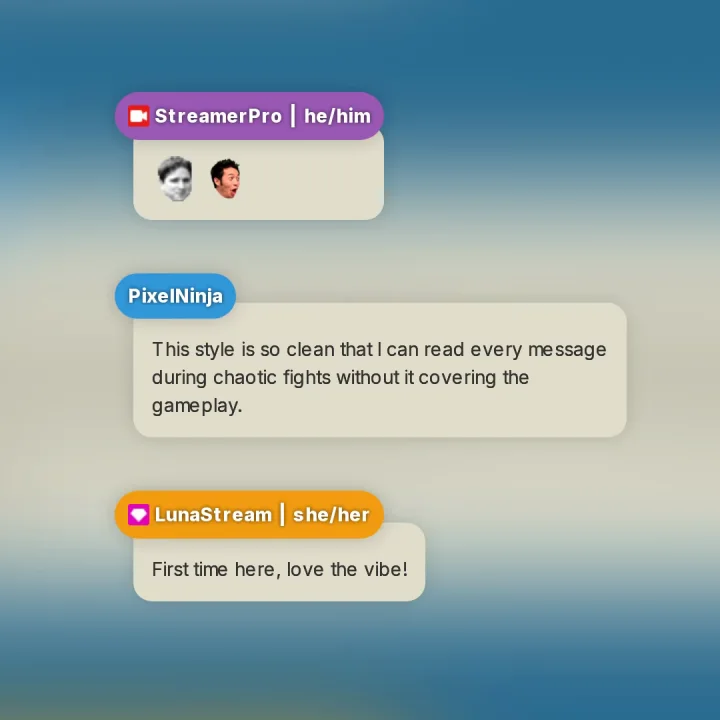 StreamerPro | he/him
PixelNinja
This style is so clean that I can read every message
during chaotic fights without it covering the
gameplay.
LunaStream | she/her
First time here, love the vibe!